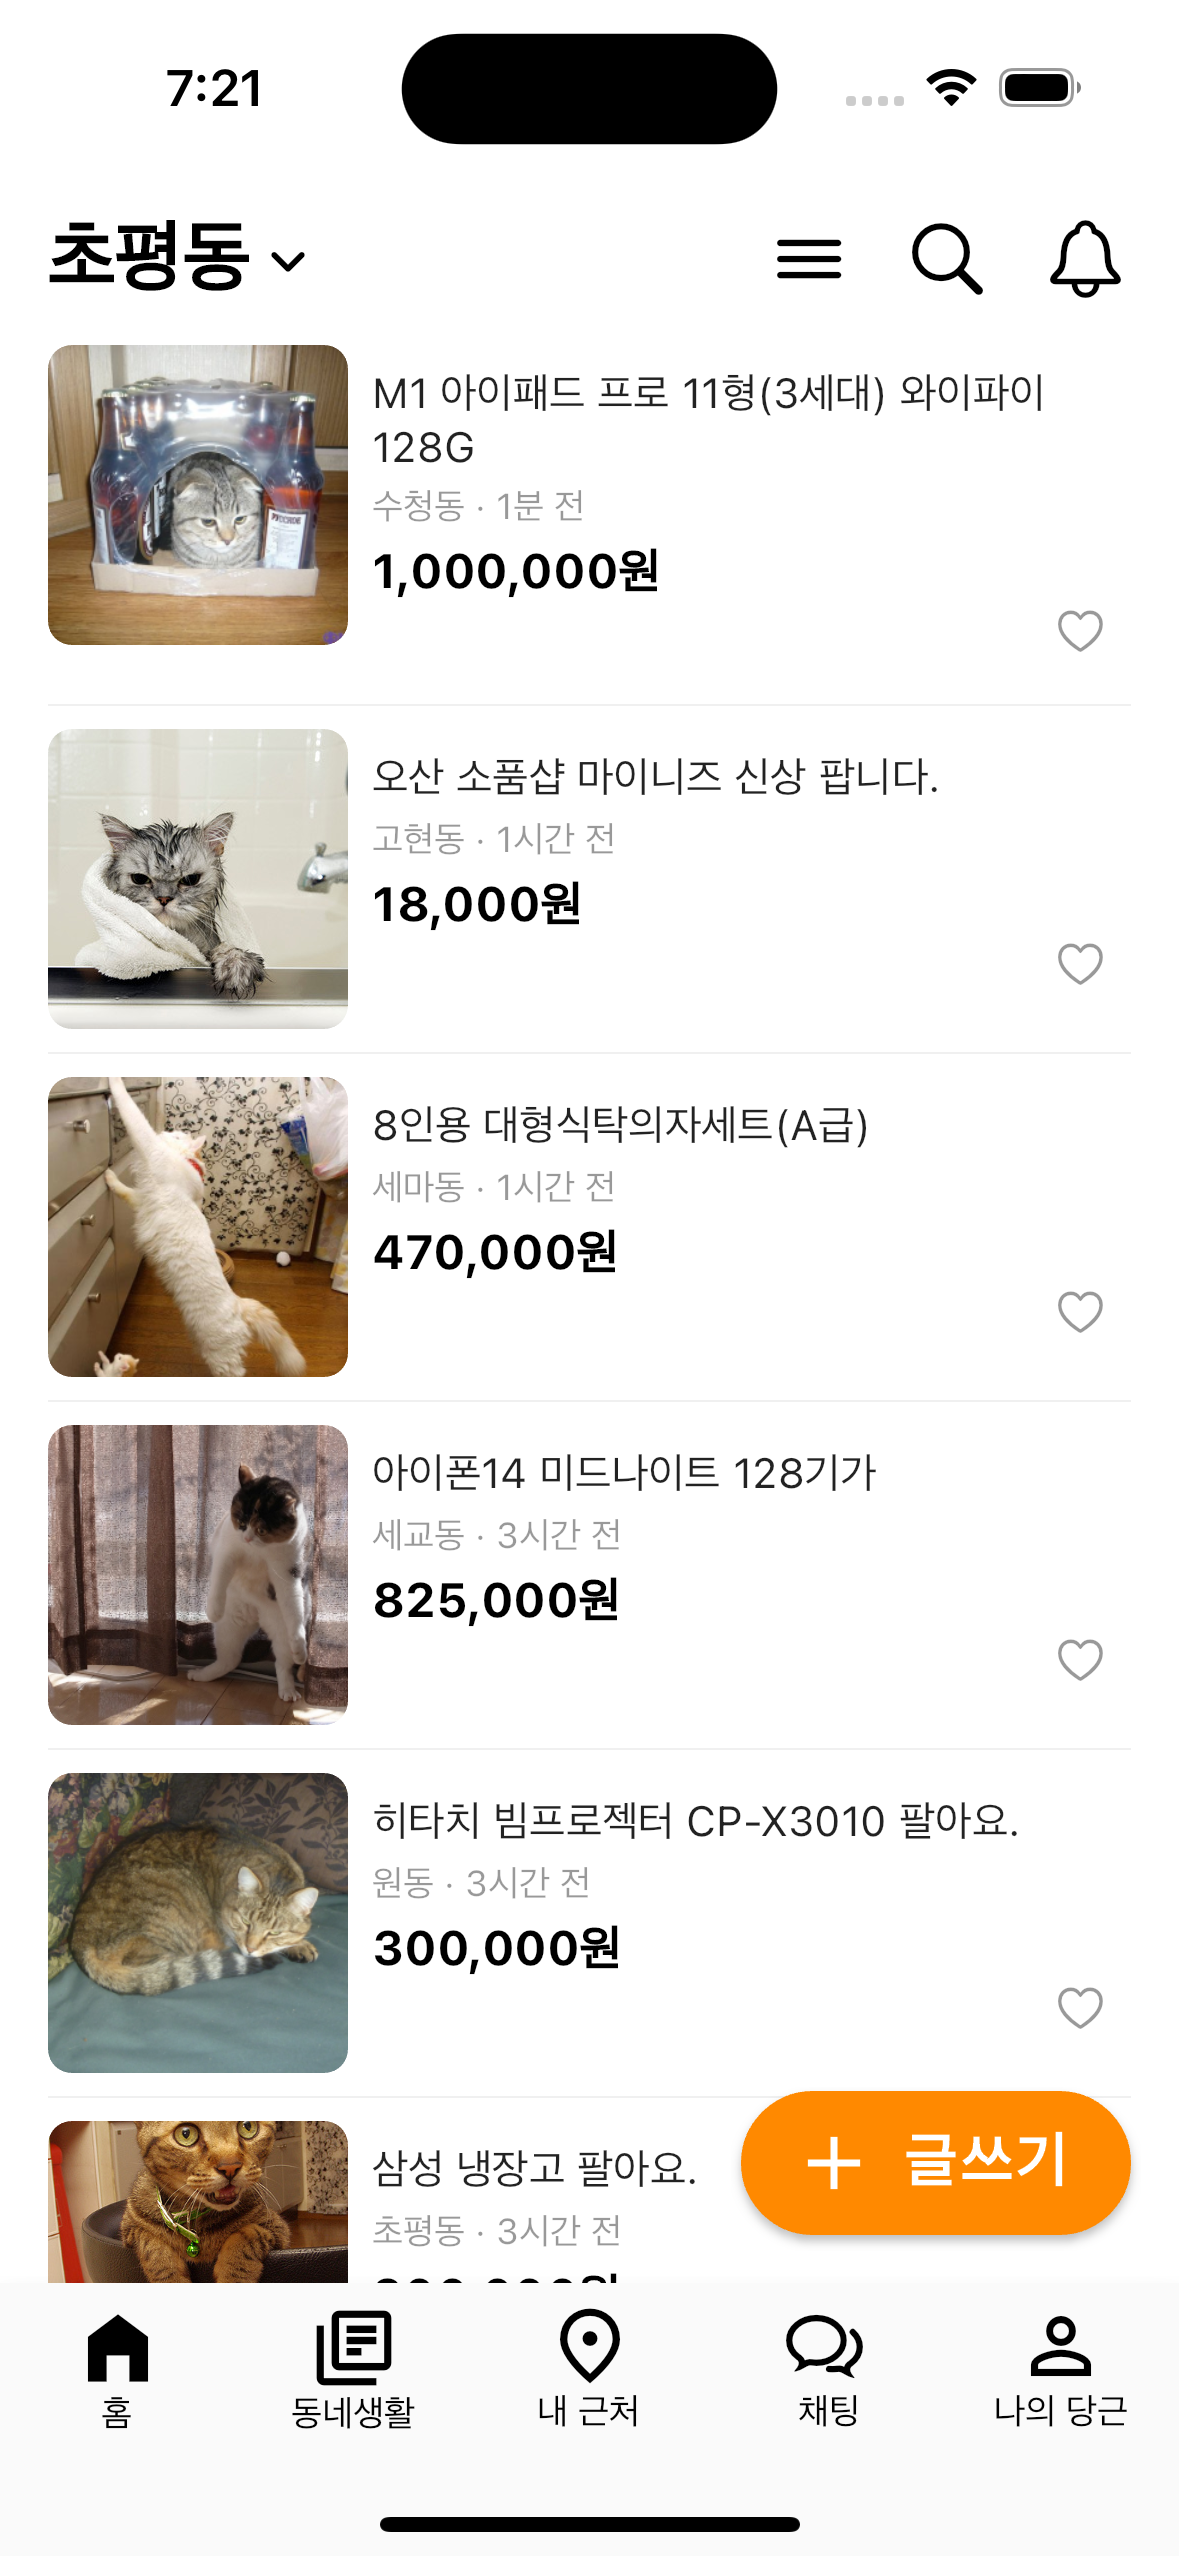 7:21
초평동
M1 아이패드 프로 11형(3세대) 와이파이
128G
수청동 · 1분 전
1,000,000원
오산 소품샵 마이니즈 신상 팝니다.
고현동 · 1시간 전
18,000원
8인용 대형식탁의자세트(A급)
세마동 · 1시간 전
470,000원
아이폰14 미드나이트 128기가
세교동 · 3시간 전
825,000원
히타치 빔프로젝터 CP-X3010 팔아요.
원동 · 3시간 전
300,000원
삼성 냉장고 팔아요.
초평동 · 3시간 전
글쓰기
홈
동네생활
내 근처
채팅
나의 당근